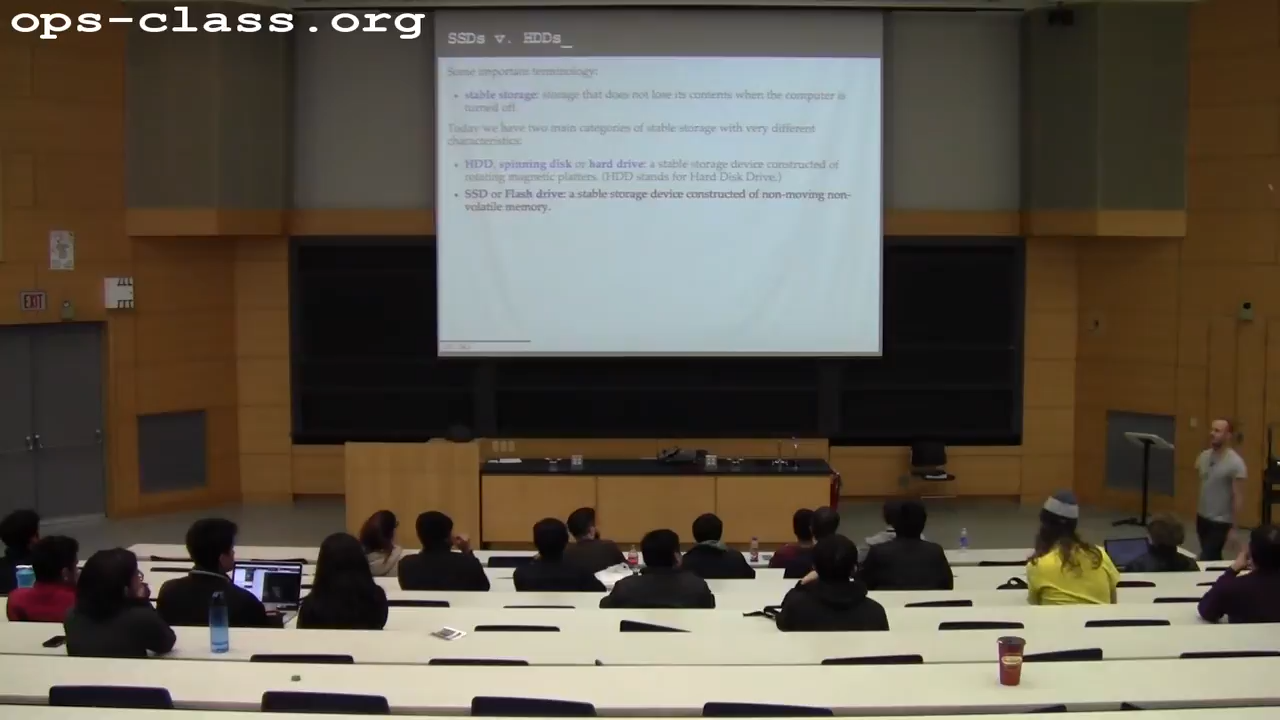 ops-class.org
SSDs v. HDDs_
Some important terminology:
• stable storage: storage that does not lose its contents when the computer is
turned off.
Today we have two main categories of stable storage with very different
characteristics:
• HDD, spinning disk or hard drive: a stable storage device constructed of
rotating magnetic platters. (HDD stands for Hard Disk Drive.)
• SSD or Flash drive: a stable storage device constructed of non-moving non-
volatile memory.
EXIT